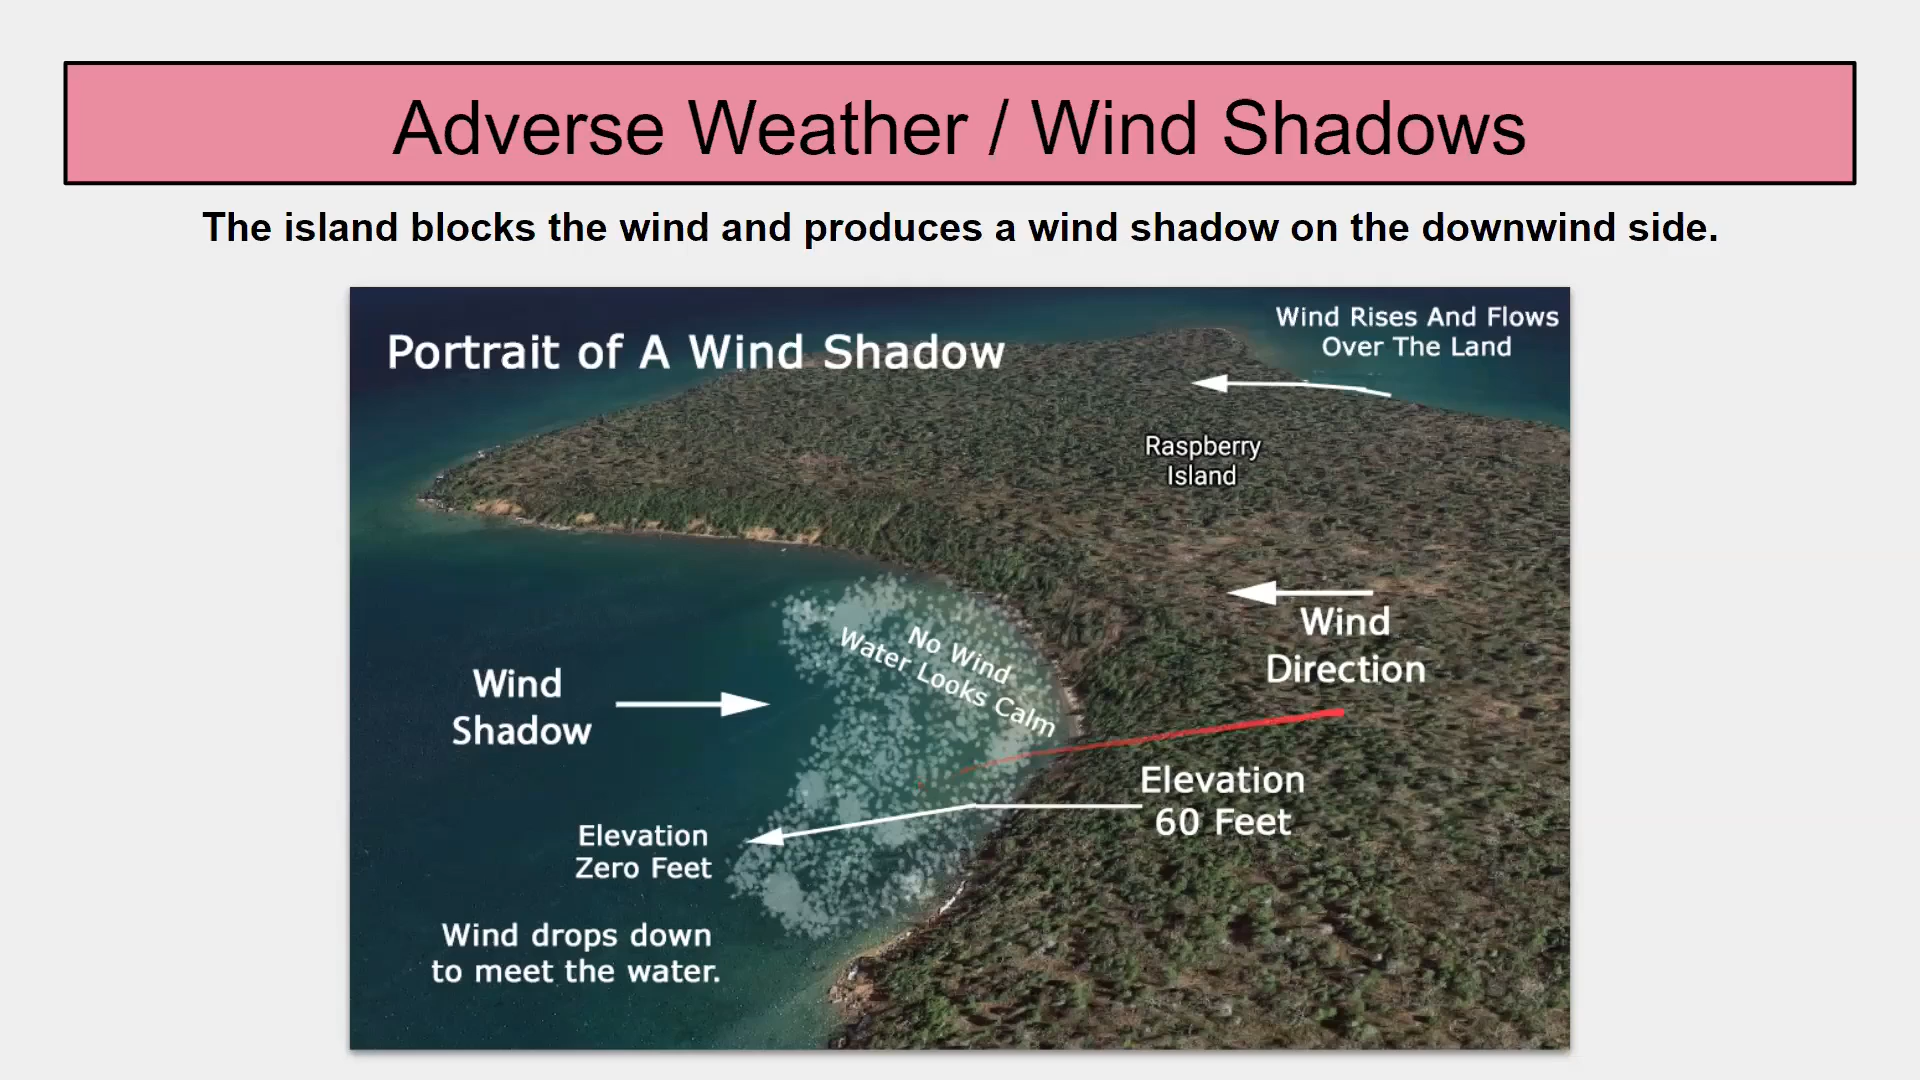 Adverse Weather / Wind Shadows
The island blocks the wind and produces a wind shadow on the downwind side.
Portrait of A Wind Shadow
Wind Rises And Flows
Over The Land
Raspberry
Island
Wind
Direction
No Wind
Water Looks Calm
Wind
Shadow
Elevation
60 Feet
Elevation
Zero Feet
Wind drops down
to meet the water.